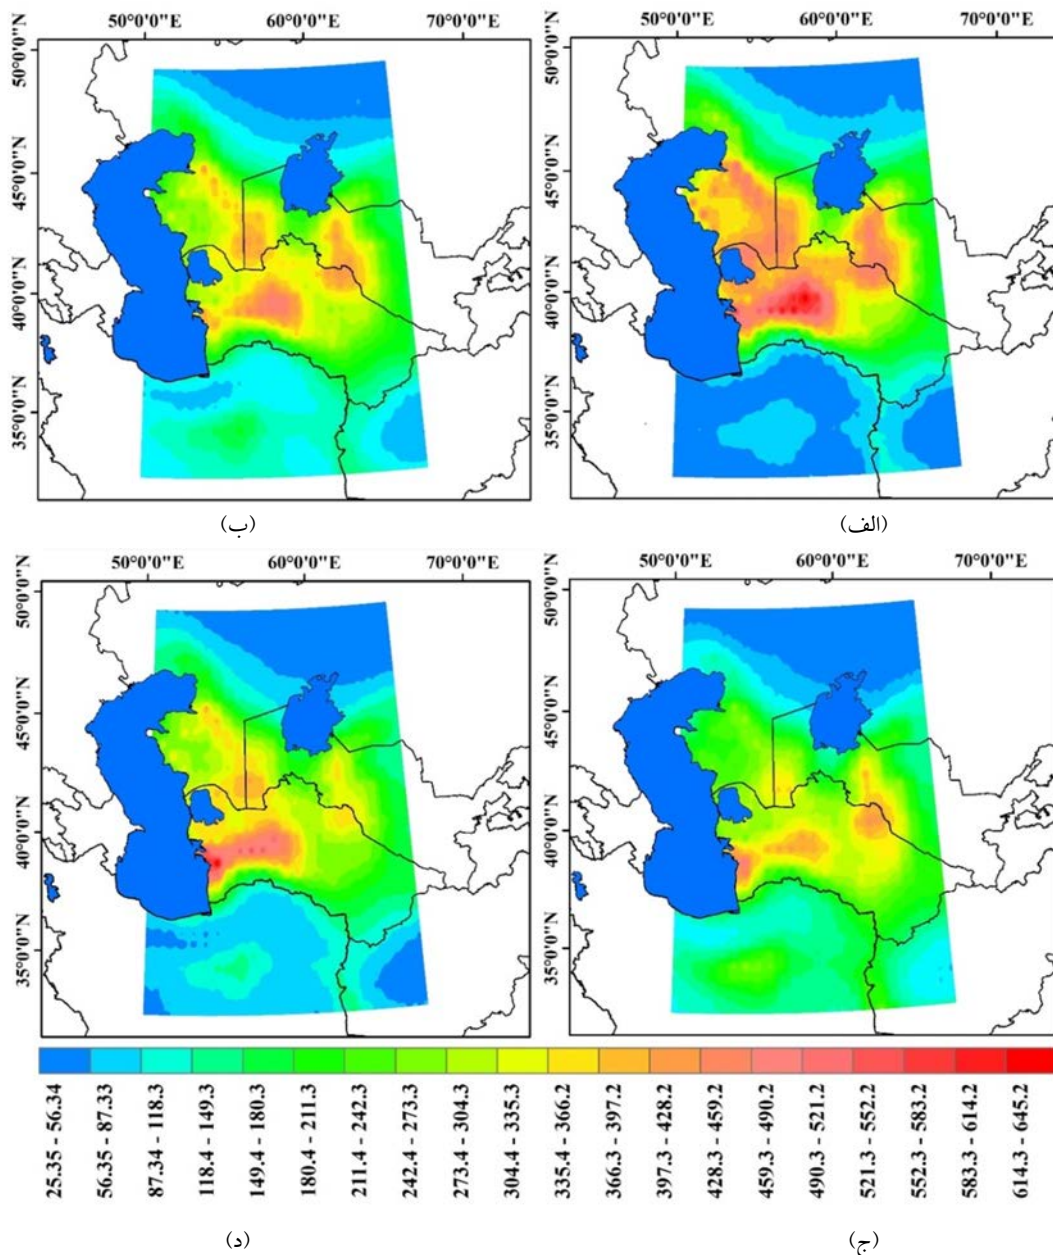 50°0'0"E 60°0'0"E 70°0'0"E
50°0'0"N
45°0'0"N
40°0'0"N
35°0'0"N
50°0'0"E 60°0'0"E 70°0'0"E
50°0'0"N
45°0'0"N
40°0'0"N
35°0'0"N
(ب) (الف)
50°0'0"E 60°0'0"E 70°0'0"E
50°0'0"N
45°0'0"N
40°0'0"N
35°0'0"N
50°0'0"E 60°0'0"E 70°0'0"E
50°0'0"N
45°0'0"N
40°0'0"N
35°0'0"N
25.35 - 56.34
56.35 - 87.33
87.34 - 118.3
118.4 - 149.3
149.4 - 180.3
180.4 - 211.3
211.4 - 242.3
242.4 - 273.3
273.4 - 304.3
304.4 - 335.3
335.4 - 366.2
366.3 - 397.2
397.3 - 428.2
428.3 - 459.2
459.3 - 490.2
490.3 - 521.2
521.3 - 552.2
552.3 - 583.2
583.3 - 614.2
614.3 - 645.2
(د) (ج)